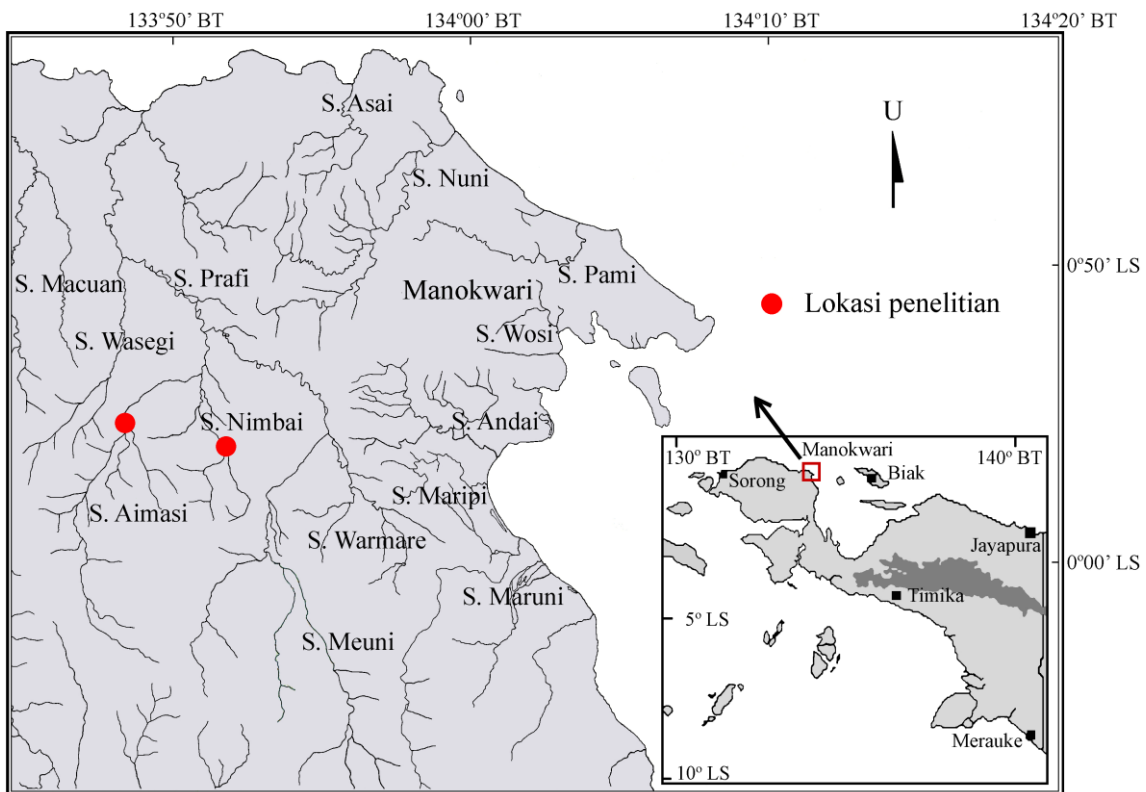 133º50' BT
134º00' BT
134º10' BT
134º20' BT
S. Asai
U
S. Nuni
S. Macuan
S. Prafi
S. Pami
0º50' LS
Manokwari
Lokasi penelitian
S. Wasegi
S. Wosi
S. Nimbai
S. Andai
130º BT
Manokwari
140º BT
Sorong
Biak
S. Aimasi
S. Maripi
S. Warmare
Jayapura
0º00' LS
S. Maruni
Timika
5º LS
S. Meuni
Merauke
10º LS